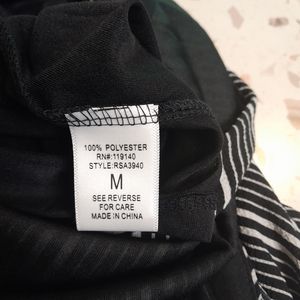 100% POLYESTER
RN#: 119140
STYLE: RSA3940
M
SEE REVERSE
FOR CARE
MADE IN CHINA